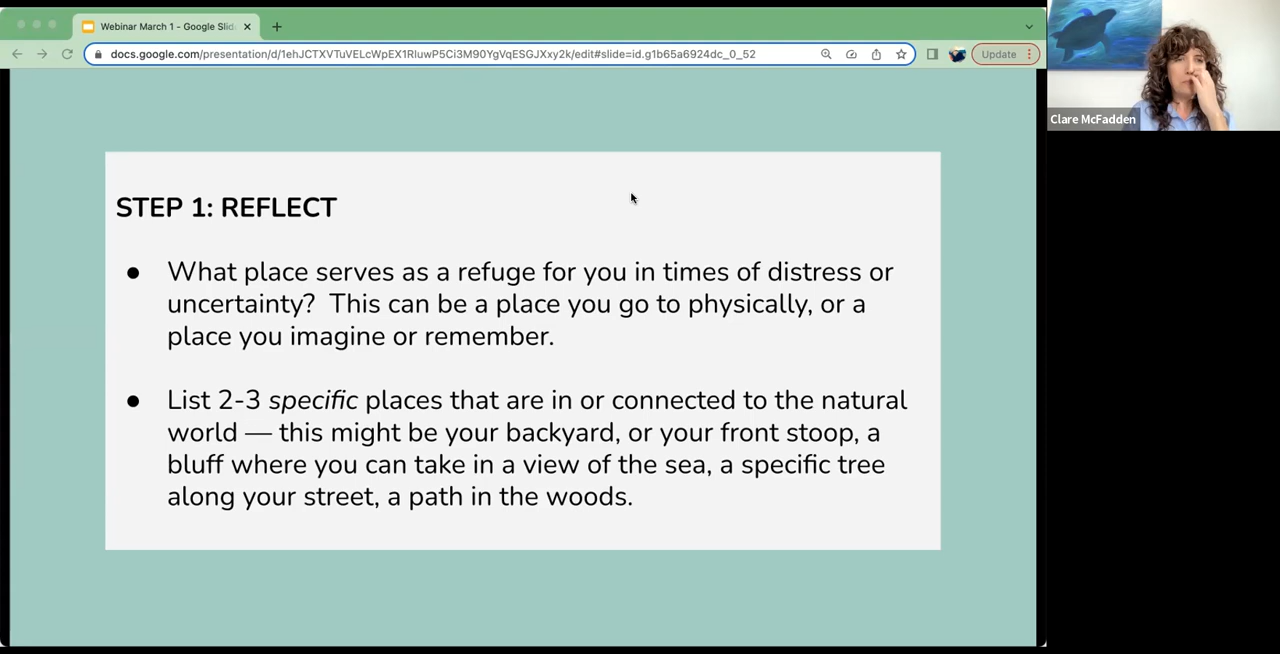 Webinar March 1 - Google Slid
docs.google.com/presentation/d/1ehJCTXVTuVELcWpEX1RluwP5Ci3M90YgVqESGJXxy2k/edit#slide=id.g1b65a6924dc_0_52
Update
Clare McFadden
STEP 1: REFLECT
● What place serves as a refuge for you in times of distress or
uncertainty?  This can be a place you go to physically, or a
place you imagine or remember.
● List 2-3 specific places that are in or connected to the natural
world — this might be your backyard, or your front stoop, a
bluff where you can take in a view of the sea, a specific tree
along your street, a path in the woods.